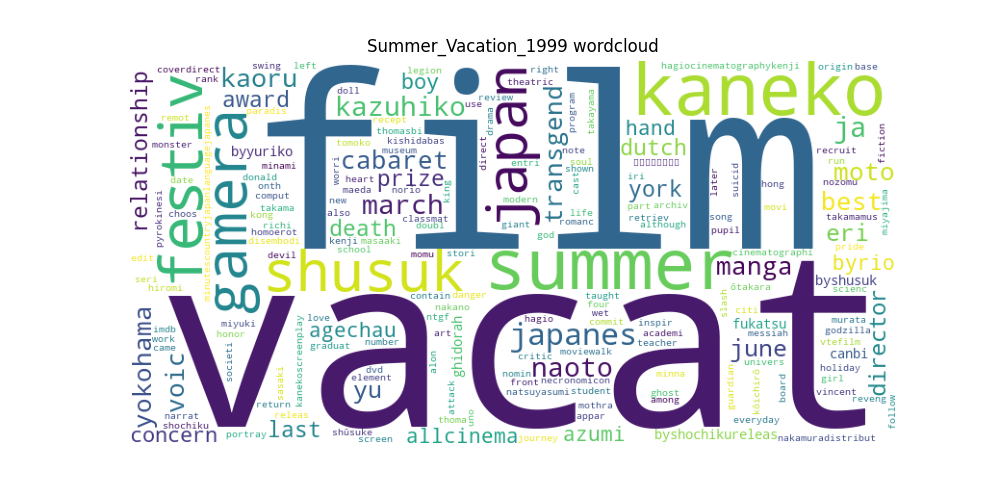 Summer_Vacation_1999 wordcloud
film
vacat
kaneko
summer
shusuk
gamera
festiv
japan
japanes
kaoru
award
relationship
kazuhiko
boy
cabaret
prize
march
death
transgend
hand
dutch
york
ja
moto
best
eri
byrio
manga
byyuriko
yokohama
voic
concern
last
agechau
yu
ghidorah
naoto
allcinema
azumi
june
fukatsu
director
canbi
byshusuk
byshochikureleas
coverdirect
rank
swing
left
legion
doll
theatric
right
review
use
drama
direct
program
takayama
hagiocinematographykenji
origin
base
remot
monster
date
pyrokinesi
choos
edit
seri
hiromi
minutescountryjapanlanguagejapanes
paradis
minami
donald
onth
comput
takama
kong
richi
homoerot
disembodi
devil
thomasbi
recept
tomoko
kishidabas
museum
worri
heart
maeda
norio
king
new
also
classmat
doubl
kenji
masaaki
school
momu
stori
entri
note
modern
giant
god
soul
shown
cast
life
romanc
iri
part
archiv
retriev
although
later
suicid
song
pupil
hong
movi
cinematographi
fiction
recruit
run
nozomu
takamamus
miyajima
pride
scienc
murata
godzilla
vtefilm
holiday
girl
vincent
reveng
follow
nakamuradistribut
imdb
work
came
miyuki
honor
societi
love
graduat
number
kanekoscreenplay
sasaki
return
releas
narrat
shochiku
portray
shūsuke
screen
dvd
element
contain
danger
nakano
ntgf
art
alon
attack
thoma
uno
journey
hagio
critic
nomin
front
necronomicon
natsuyasumi
student
mothra
appar
moviewalk
taught
four
wet
commit
inspir
academi
teacher
slash
citi
messiah
univers
minna
ghost
among
guardian
kōichirō
board
everyday
ōtakara